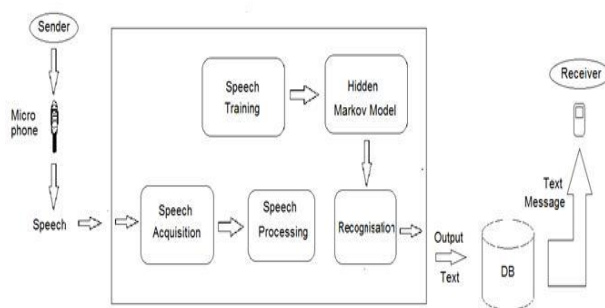 Sender
Micro
phone
Speech
Speech
Training
Hidden
Markov Model
Speech
Acquisition
Speech
Processing
Recognisation
Output
Text
DB
Text
Message
Receiver